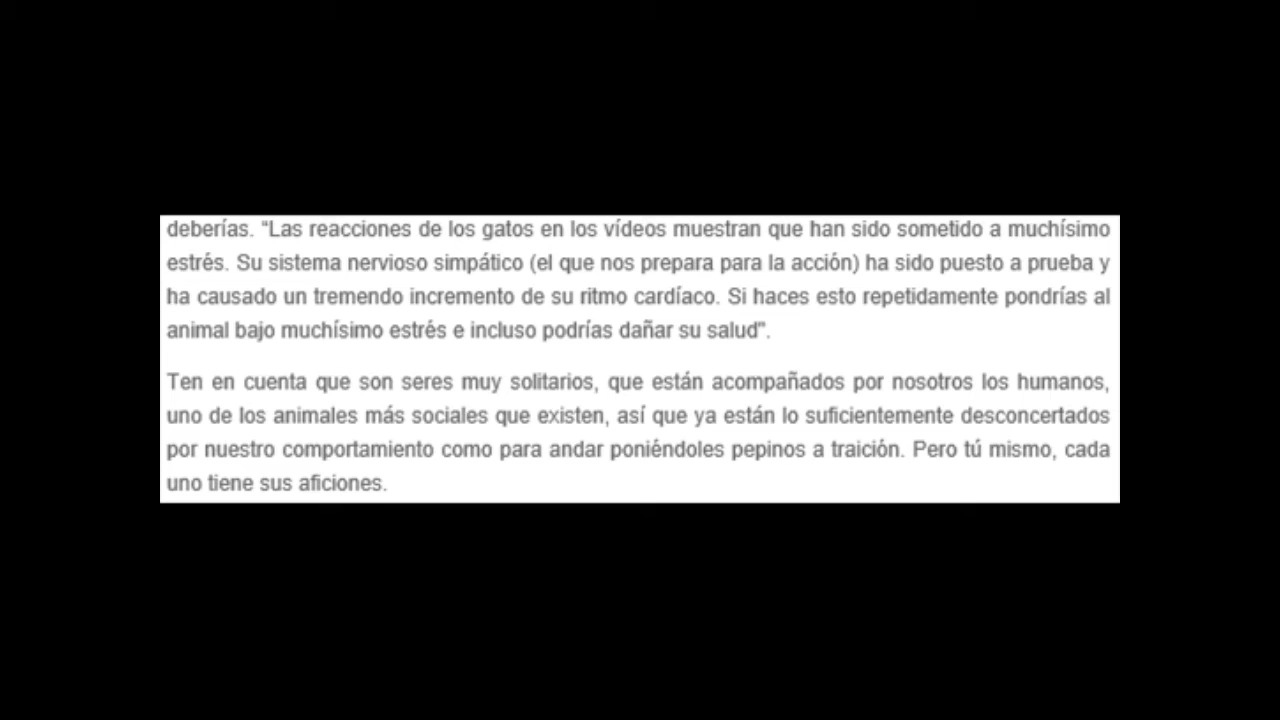 deberías. “Las reacciones de los gatos en los vídeos muestran que han sido sometido a muchísimo
estrés. Su sistema nervioso simpático (el que nos prepara para la acción) ha sido puesto a prueba y
ha causado un tremendo incremento de su ritmo cardíaco. Si haces esto repetidamente pondrías al
animal bajo muchísimo estrés e incluso podrías dañar su salud".
Ten en cuenta que son seres muy solitarios, que están acompañados por nosotros los humanos,
uno de los animales más sociales que existen, así que ya están lo suficientemente desconcertados
por nuestro comportamiento como para andar poniéndoles pepinos a traición. Pero tú mismo, cada
uno tiene sus aficiones.